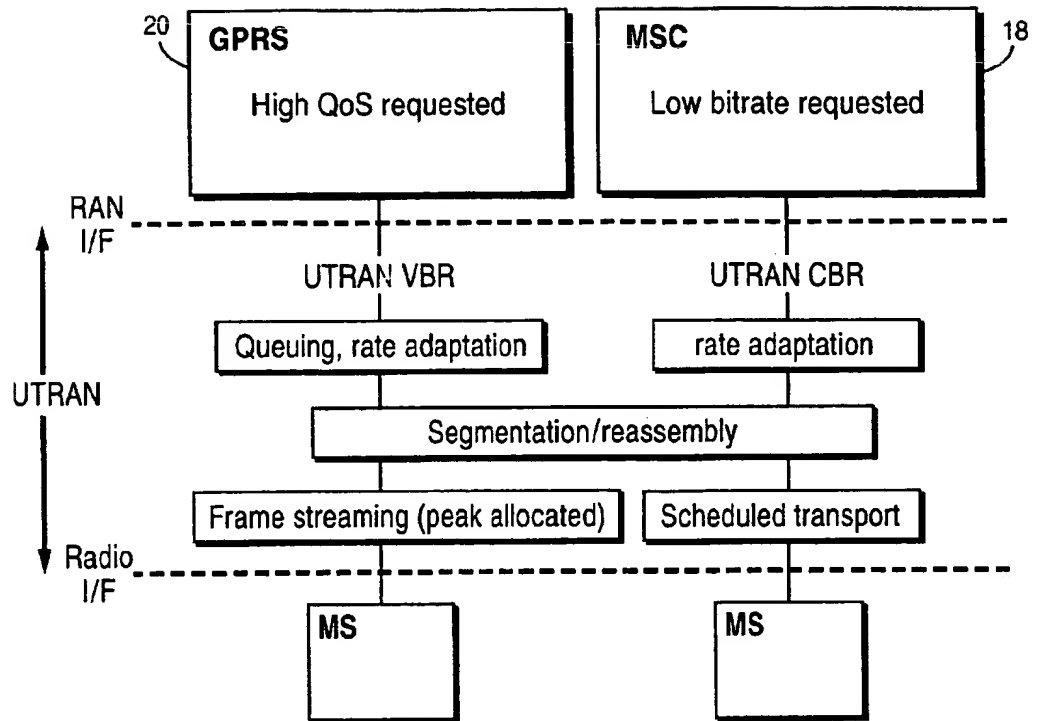 20
GPRS
High QoS requested
MSC
Low bitrate requested
18
RAN
I/F
UTRAN VBR
UTRAN CBR
Queuing, rate adaptation
rate adaptation
UTRAN
Segmentation/reassembly
Frame streaming (peak allocated)
Scheduled transport
Radio
I/F
MS
MS